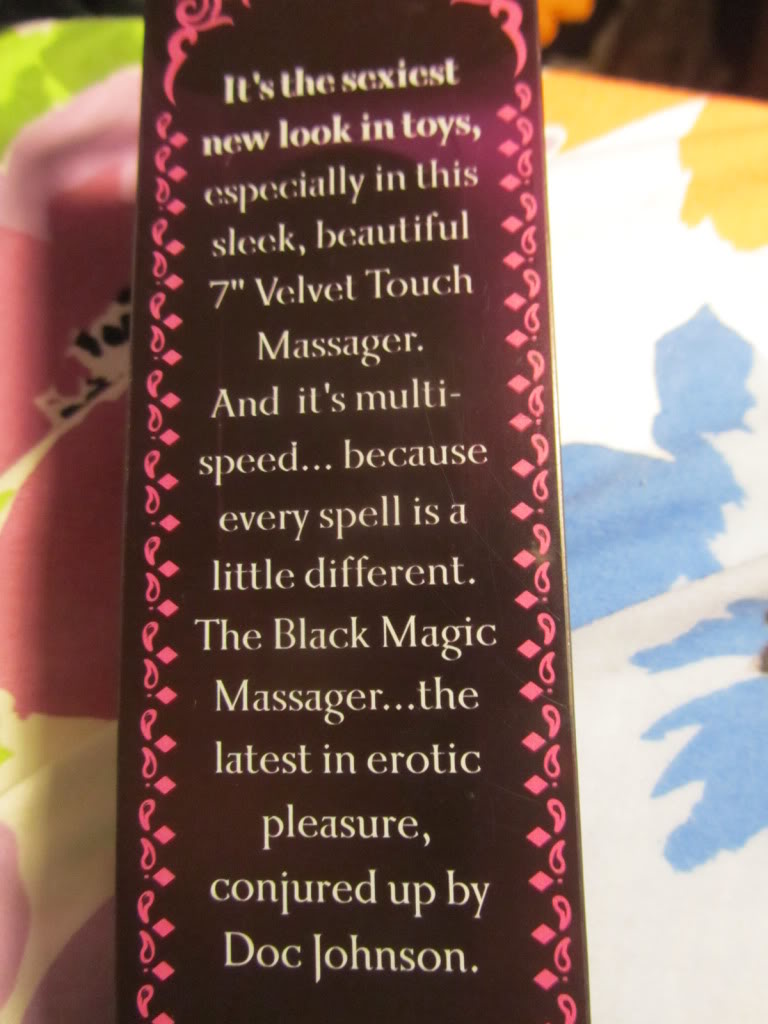 It's the sexiest
new look in toys,
especially in this
sleek, beautiful
7" Velvet Touch
Massager.
And it's multi-
speed... because
every spell is a
little different.
The Black Magic
Massager...the
latest in erotic
pleasure,
conjured up by
Doc Johnson.